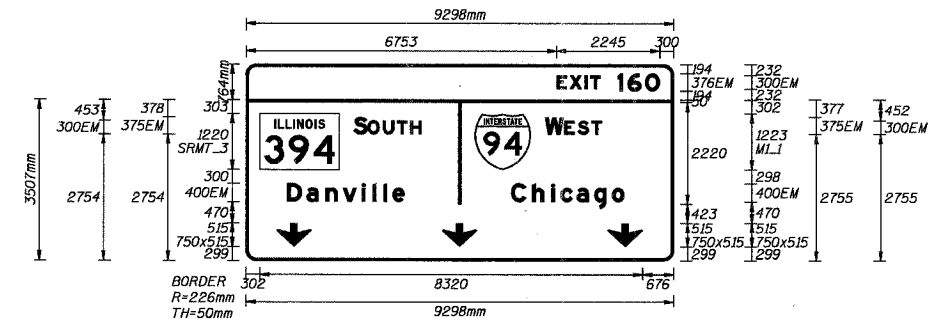 9298mm
6753 2245 300
764mm
EXIT 160
194
376EM
194
50
232
300EM
232
302
3507mm
453
300EM
2754
378
375EM
2754
303
1220
SRMT_3
300
400EM
470
515
750x515
299
ILLINOIS
394 SOUTH
Danville
INTERSTATE
94 WEST
Chicago
2220
423
515
750x515
299
1223
M1_1
298
400EM
470
515
750x515
299
377
375EM
2755
452
300EM
2755
BORDER
R=226mm
TH=50mm
302 8320 676
9298mm